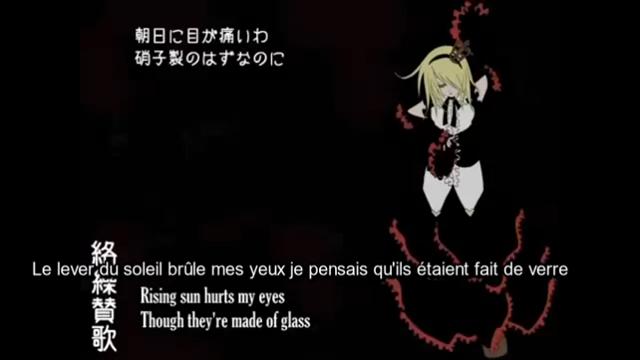 朝日に目が痛いわ
硝子製のはずなのに
絡繰賛歌
Le lever du soleil brûle mes yeux je pensais qu'ils étaient fait de verre
Rising sun hurts my eyes
Though they're made of glass